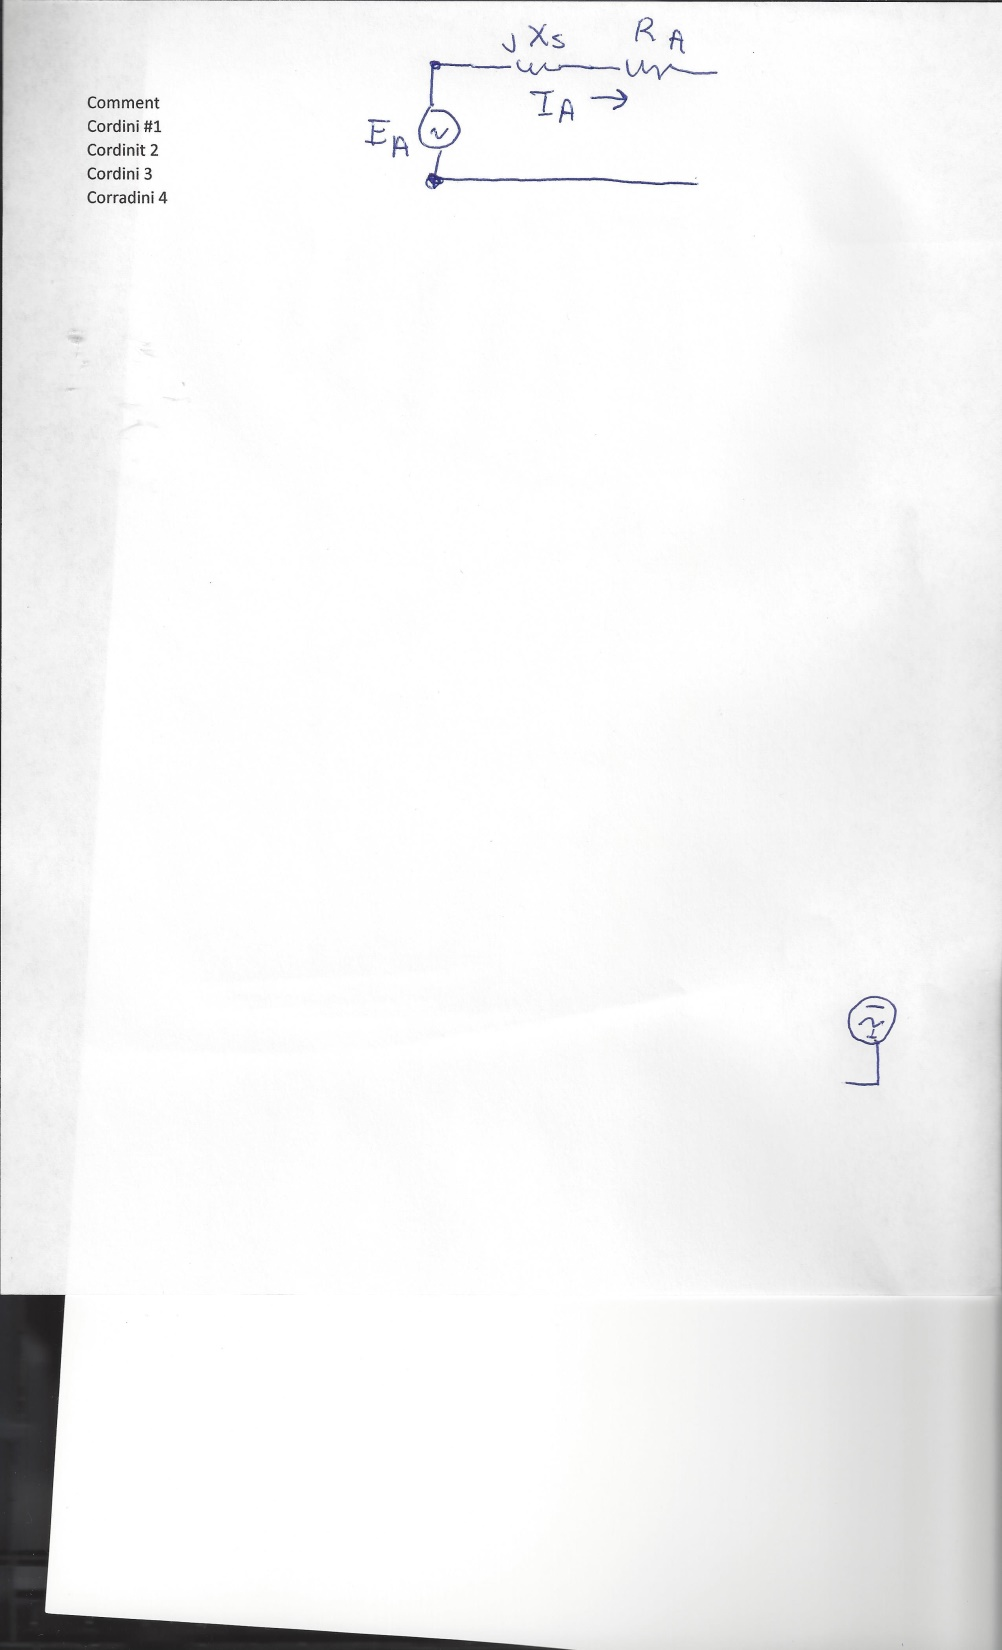 jXs RA
IA →
EA
Comment
Cordini #1
Cordinit 2
Cordini 3
Corradini 4